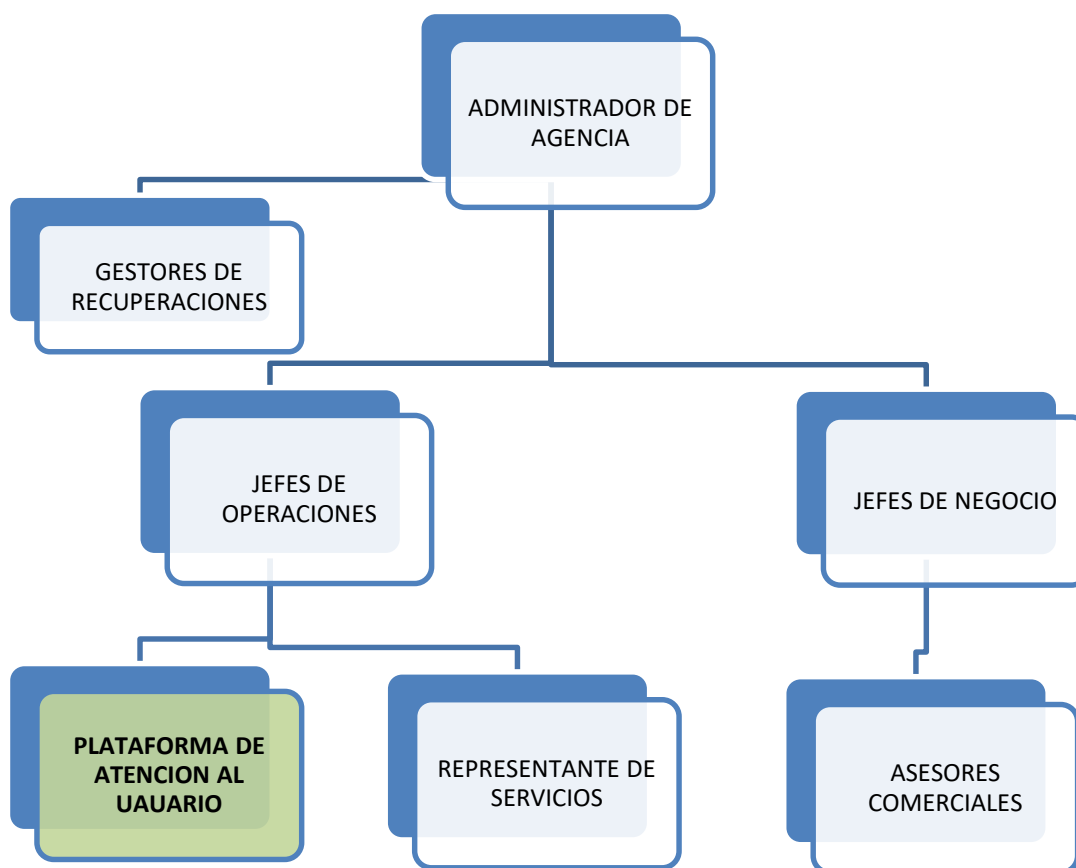 ADMINISTRADOR DE
AGENCIA
GESTORES DE
RECUPERACIONES
JEFES DE
OPERACIONES
JEFES DE NEGOCIO
PLATAFORMA DE
ATENCION AL
UAUARIO
REPRESENTANTE DE
SERVICIOS
ASESORES
COMERCIALES